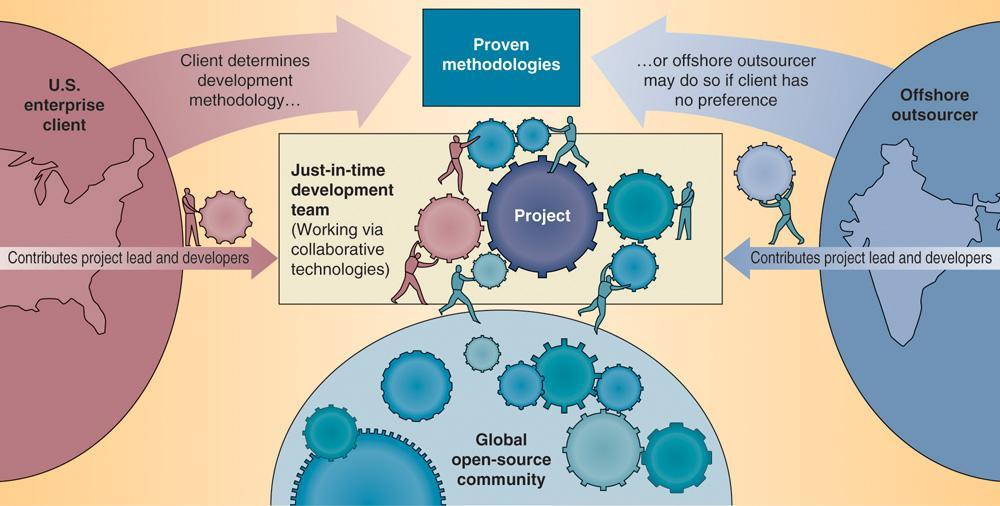 U.S.
enterprise
client
Client determines
development
methodology…
Proven
methodologies
…or offshore outsourcer
may do so if client has
no preference
Offshore
outsourcer
Just-in-time
development
team
(Working via
collaborative
technologies)
Project
Contributes project lead and developers
Contributes project lead and developers
Global
open-source
community